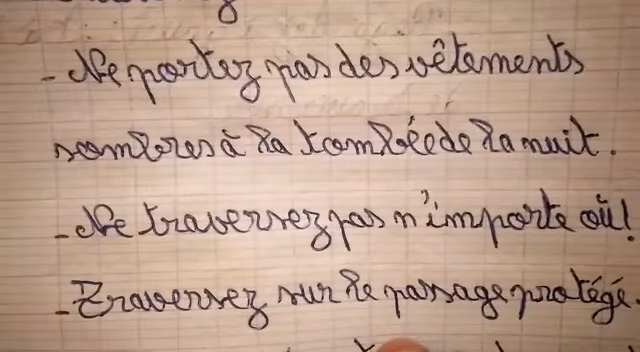 - Ne portez pas des vêtements
sombres à la tombée de la nuit.
- Ne traversez pas n'importe où!
- Traversez sur le passage protégé.